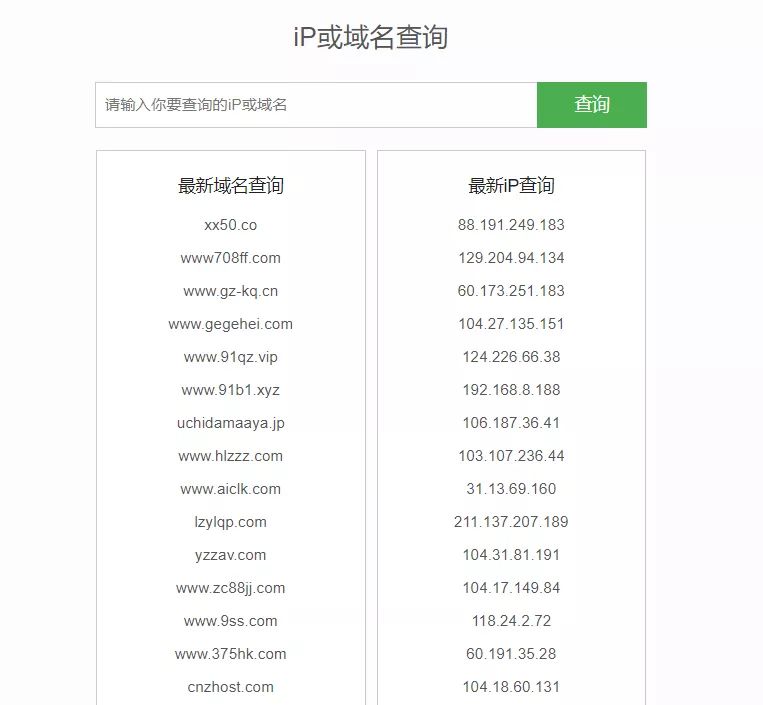 iP或域名查询
请输入你要查询的iP或域名
查询
最新域名查询
xx50.co
www708ff.com
www.gz-kq.cn
www.gegehei.com
www.91qz.vip
www.91b1.xyz
uchidamaaya.jp
www.hlzzz.com
www.aiclk.com
lzylqp.com
yzzav.com
www.zc88jj.com
www.9ss.com
www.375hk.com
cnzhost.com
最新iP查询
88.191.249.183
129.204.94.134
60.173.251.183
104.27.135.151
124.226.66.38
192.168.8.188
106.187.36.41
103.107.236.44
31.13.69.160
211.137.207.189
104.31.81.191
104.17.149.84
118.24.2.72
60.191.35.28
104.18.60.131